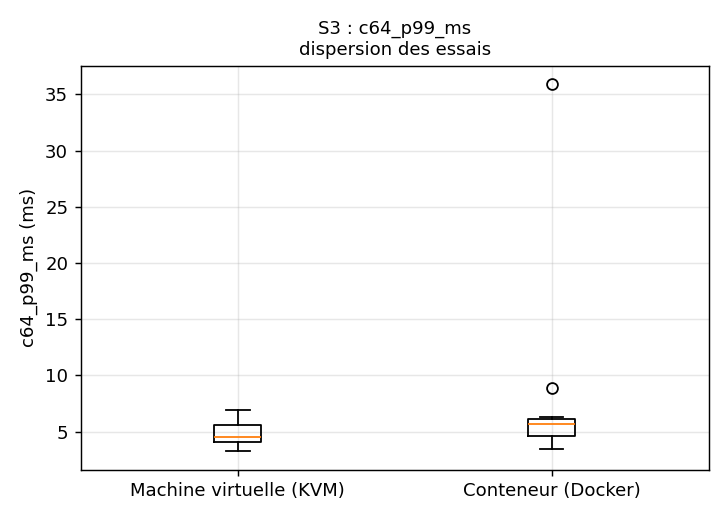 S3 : c64_p99_ms
dispersion des essais
c64_p99_ms (ms)
35
30
25
20
15
10
5
Machine virtuelle (KVM)
Conteneur (Docker)